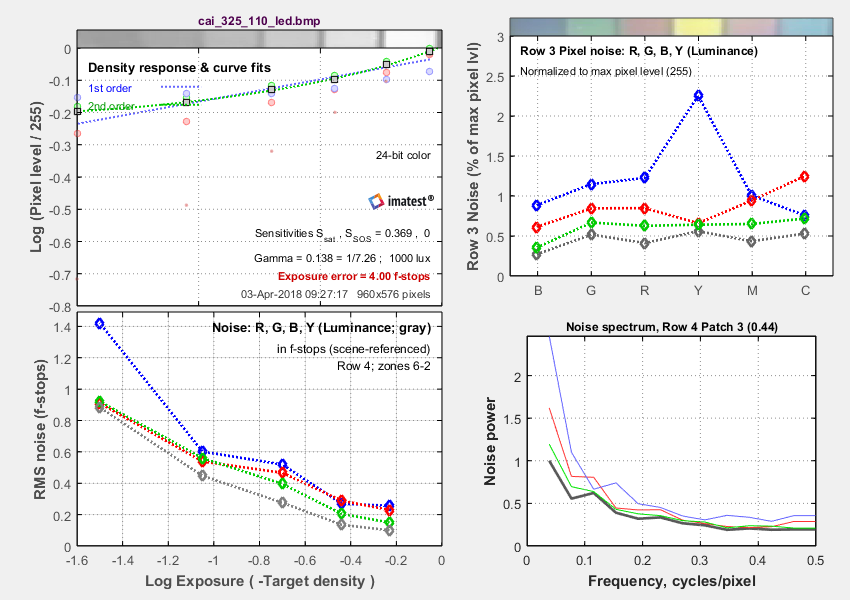 cai_325_110_led.bmp
Density response & curve fits
1st order
2nd order
24-bit color
imatest®
Sensitivities S_sat , S_SOS = 0.369 , 0
Gamma = 0.138 = 1/7.26 ; 1000 lux
Exposure error = 4.00 f-stops
03-Apr-2018 09:27:17 960x576 pixels
Log (Pixel level / 255)
0
-0.1
-0.2
-0.3
-0.4
-0.5
-0.6
-0.7
-0.8
Row 3 Pixel noise: R, G, B, Y (Luminance)
Normalized to max pixel level (255)
Row 3 Noise (% of max pixel lvl)
3
2.5
2
1.5
1
0.5
0
B G R Y M C
Noise: R, G, B, Y (Luminance; gray)
in f-stops (scene-referenced)
Row 4; zones 6-2
RMS noise (f-stops)
1.4
1.2
1
0.8
0.6
0.4
0.2
0
-1.6 -1.4 -1.2 -1 -0.8 -0.6 -0.4 -0.2 0
Log Exposure ( -Target density )
Noise spectrum, Row 4 Patch 3 (0.44)
Noise power
2
1.5
1
0.5
0
0 0.1 0.2 0.3 0.4 0.5
Frequency, cycles/pixel